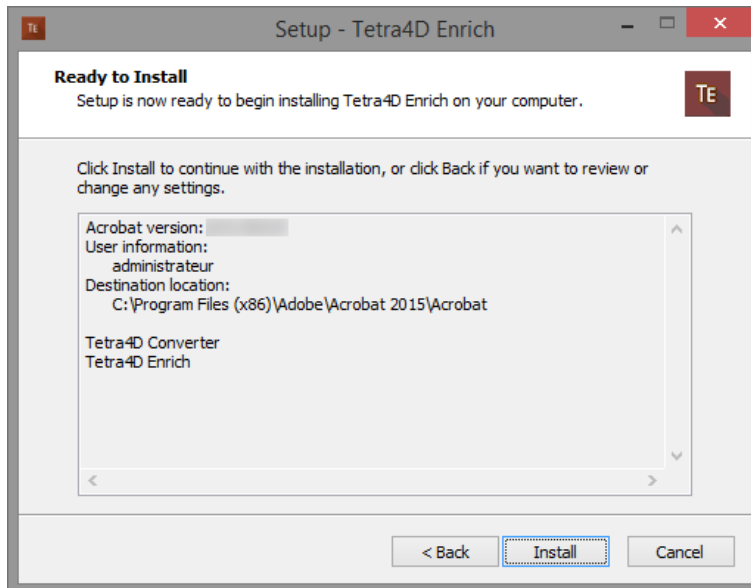 TE
Setup - Tetra4D Enrich
Ready to Install
Setup is now ready to begin installing Tetra4D Enrich on your computer.
TE
Click Install to continue with the installation, or click Back if you want to review or
change any settings.
Acrobat version:
User information:
administrateur
Destination location:
C:\Program Files (x86)\Adobe\Acrobat 2015\Acrobat
Tetra4D Converter
Tetra4D Enrich
< Back
Install
Cancel